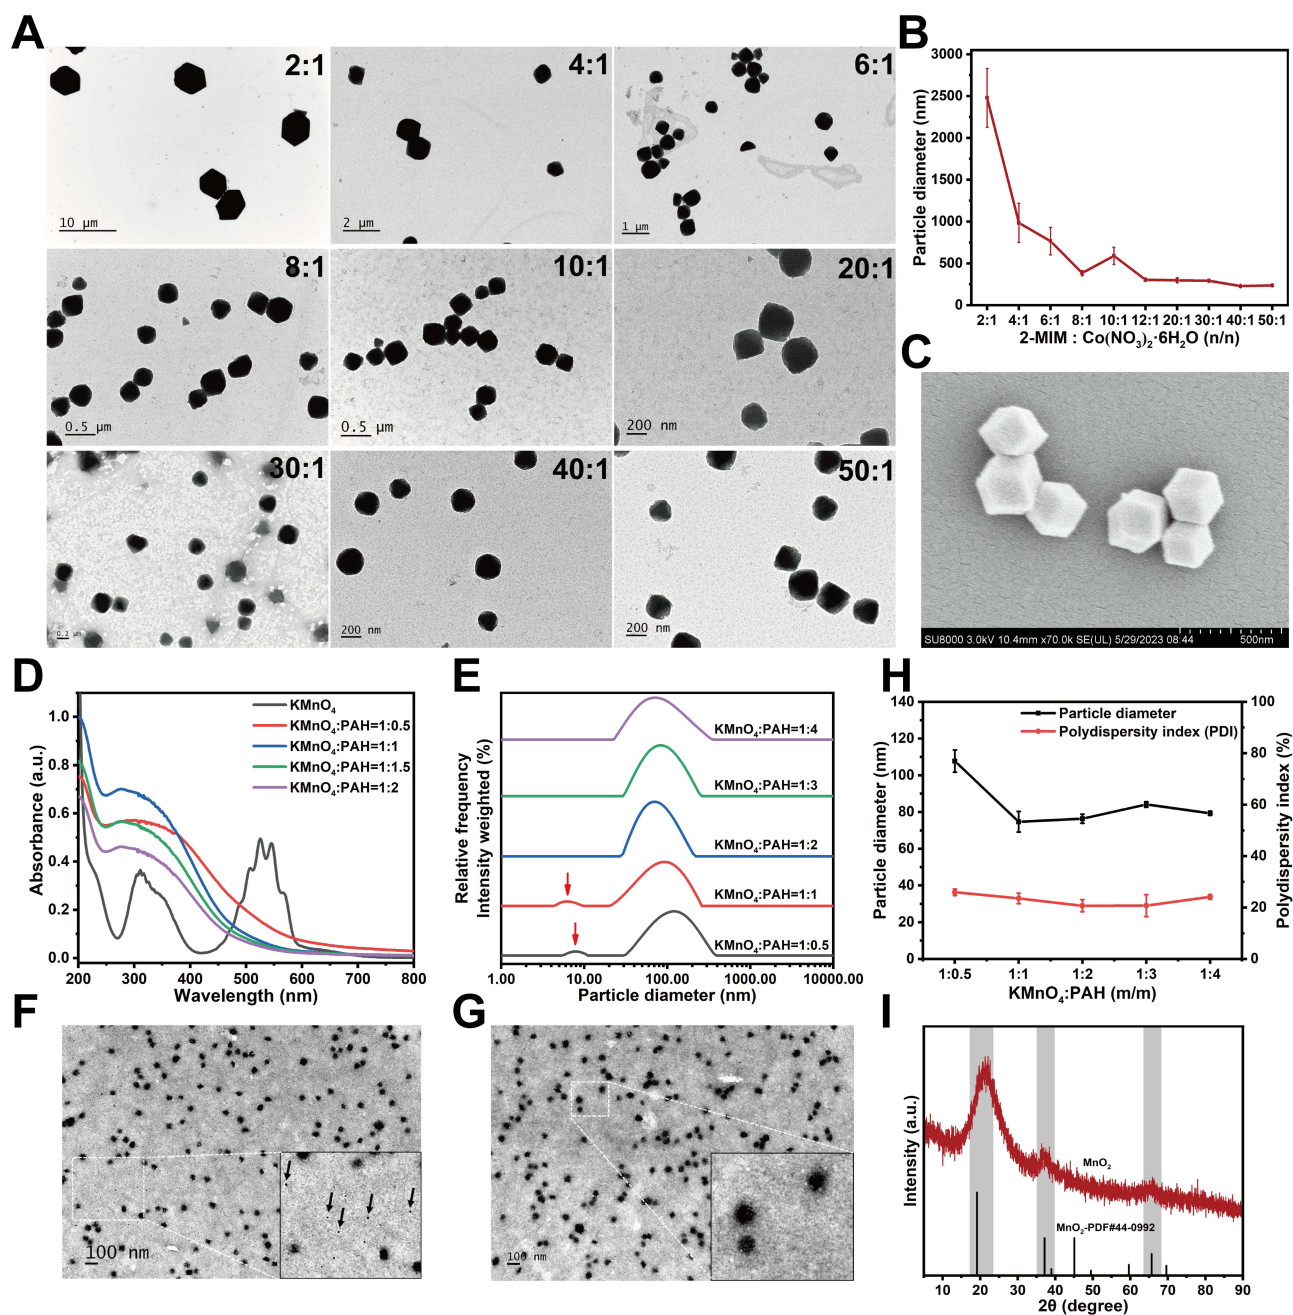 A
2:1
10 μm
4:1
2 μm
6:1
1 μm
8:1
0.5 μm
10:1
0.5 μm
20:1
200 nm
30:1
0.2 μm
40:1
200 nm
50:1
200 nm
B
Particle diameter (nm)
3000
2500
2000
1500
1000
500
0
2:1 4:1 6:1 8:1 10:1 12:1 20:1 30:1 40:1 50:1
2-MIM : Co(NO3)2·6H2O (n/n)
C
SU8000 3.0kV 10.4mm x70.0k SE(UL) 5/29/2023 08:44
500nm
D
Absorbance (a.u.)
1.0
0.8
0.6
0.4
0.2
0.0
KMnO4
KMnO4:PAH=1:0.5
KMnO4:PAH=1:1
KMnO4:PAH=1:1.5
KMnO4:PAH=1:2
200 300 400 500 600 700 800
Wavelength (nm)
E
Relative frequency
Intensity weighted (%)
KMnO4:PAH=1:4
KMnO4:PAH=1:3
KMnO4:PAH=1:2
KMnO4:PAH=1:1
KMnO4:PAH=1:0.5
1.00 10.00 100.00 1000.00 10000.00
Particle diameter (nm)
H
Particle diameter (nm)
140
120
100
80
60
40
20
0
Particle diameter
Polydispersity index (PDI)
100
80
60
40
20
0
Polydispersity index (%)
1:0.5 1:1 1:2 1:3 1:4
KMnO4:PAH (m/m)
F
100 nm
G
100 nm
I
Intensity (a.u.)
MnO2
MnO2-PDF#44-0992
10 20 30 40 50 60 70 80 90
2θ (degree)